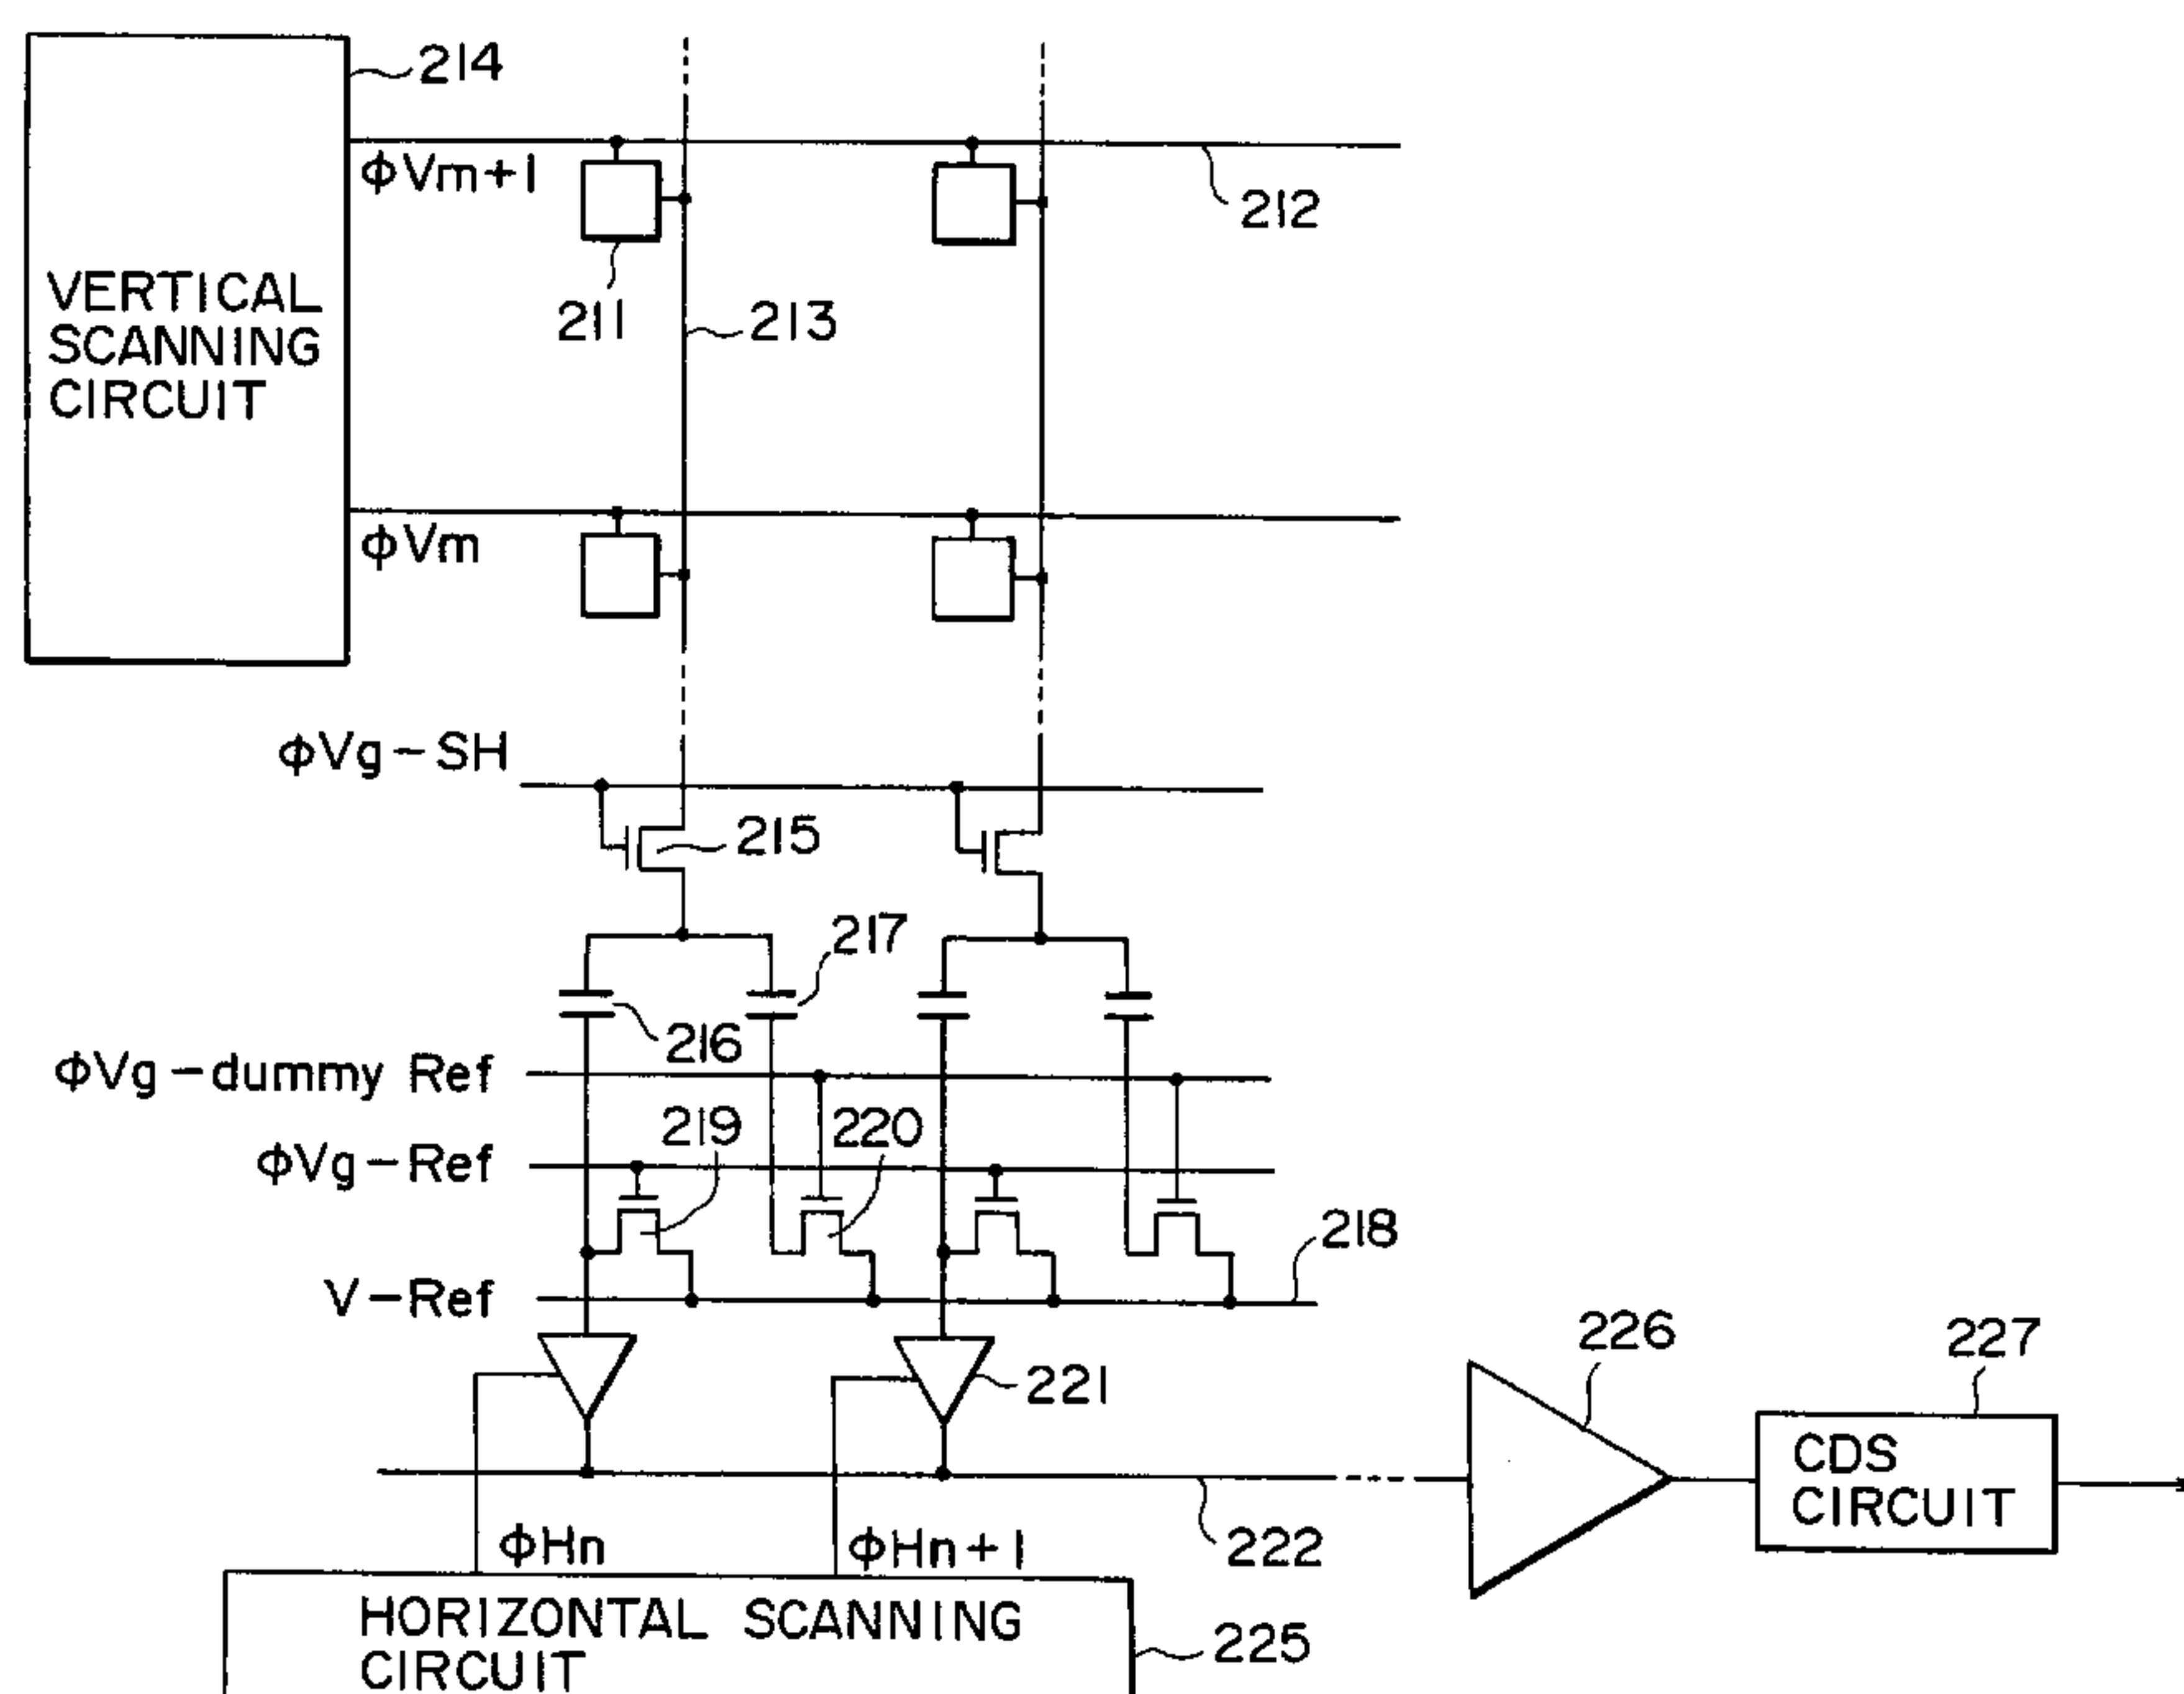 214
φVm+1
212
VERTICAL
SCANNING
CIRCUIT
211
213
φVm
φVg-SH
215
217
216
φVg-dummy Ref
219
220
φVg-Ref
218
V-Ref
226
227
221
CDS
CIRCUIT
φHn
φHn+1
222
HORIZONTAL SCANNING
CIRCUIT
225